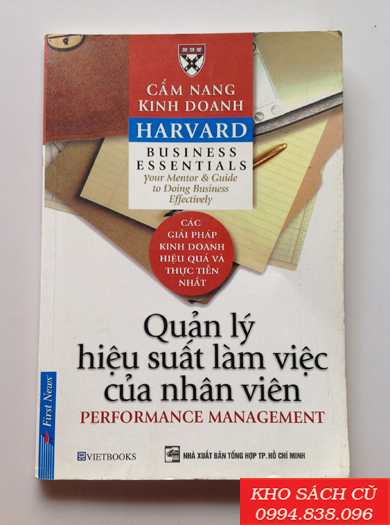 CẨM NANG
KINH DOANH
HARVARD
BUSINESS
ESSENTIALS
Your Mentor & Guide
to Doing Business
Effectively
CÁC
GIẢI PHÁP
KINH DOANH
HIỆU QUẢ VÀ
THỰC TIỄN
NHẤT
Quản lý
hiệu suất làm việc
của nhân viên
PERFORMANCE MANAGEMENT
First News
VIETBOOKS
NHÀ XUẤT BẢN TỔNG HỢP TP. HỒ CHÍ MINH
KHO SÁCH CŨ
0994.838.096